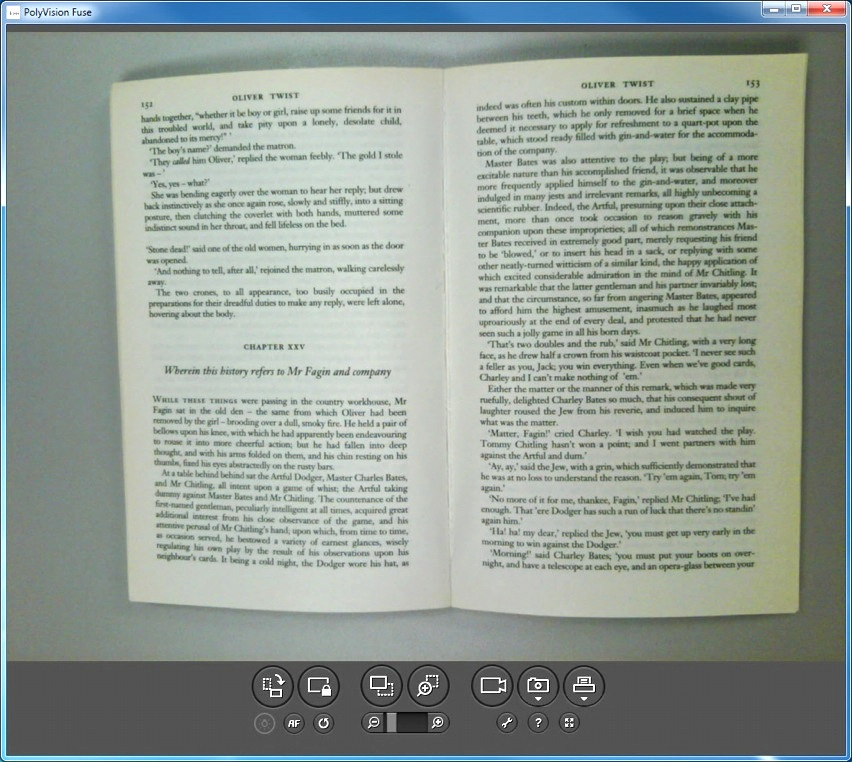 PolyVision Fuse
152
OLIVER TWIST
hands together, "whether it be boy or girl, raise up some friends for it in
this troubled world, and take pity upon a lonely, desolate child,
abandoned to its mercy!" '
'The boy's name?' demanded the matron.
'They called him Oliver,' replied the woman feebly. 'The gold I stole
was – '
'Yes, yes – what?'
She was bending eagerly over the woman to hear her reply; but drew
back instinctively as she once again rose, slowly and stiffly, into a sitting
posture, then clutching the coverlet with both hands, muttered some
indistinct sound in her throat, and fell lifeless on the bed.
'Stone dead!' said one of the old women, hurrying in as soon as the door
was opened.
'And nothing to tell, after all,' rejoined the matron, walking carelessly
away.
The two crones, to all appearance, too busily occupied in the
preparations for their dreadful duties to make any reply, were left alone,
hovering about the body.
CHAPTER XXV
Wherein this history refers to Mr Fagin and company
WHILE THESE THINGS were passing in the country workhouse, Mr
Fagin sat in the old den – the same from which Oliver had been
removed by the girl – brooding over a dull, smoky fire. He held a pair of
bellows upon his knee, with which he had apparently been endeavouring
to rouse it into more cheerful action; but he had fallen into deep
thought, and with his arms folded on them, and his chin resting on his
thumbs, fixed his eyes abstractedly on the rusty bars.
At a table behind behind sat the Artful Dodger, Master Charles Bates,
and Mr Chitling, all intent upon a game of whist; the Artful taking
dummy against Master Bates and Mr Chitling. The countenance of the
first-named gentleman, peculiarly intelligent at all times, acquired great
additional interest from his close observance of the game, and his
attentive perusal of Mr Chitling's hand; upon which, from time to time,
as occasion served, he bestowed a variety of earnest glances, wisely
regulating his own play by the result of his observations upon his
neighbour's cards. It being a cold night, the Dodger wore his hat, as
OLIVER TWIST
153
indeed was often his custom within doors. He also sustained a clay pipe
between his teeth, which he only removed for a brief space when he
deemed it necessary to apply for refreshment to a quart-pot upon the
table, which stood ready filled with gin-and-water for the accommoda-
tion of the company.
Master Bates was also attentive to the play; but being of a more
excitable nature than his accomplished friend, it was observable that he
more frequently applied himself to the gin-and-water, and moreover
indulged in many jests and irrelevant remarks, all highly unbecoming a
scientific rubber. Indeed, the Artful, presuming upon their close attach-
ment, more than once took occasion to reason gravely with his
companion upon these improprieties; all of which remonstrances Mas-
ter Bates received in extremely good part, merely requesting his friend
to be 'blowed,' or to insert his head in a sack, or replying with some
other neatly-turned witticism of a similar kind, the happy application of
which excited considerable admiration in the mind of Mr Chitling. It
was remarkable that the latter gentleman and his partner invariably lost;
and that the circumstance, so far from angering Master Bates, appeared
to afford him the highest amusement, inasmuch as he laughed most
uproariously at the end of every deal, and protested that he had never
seen such a jolly game in all his born days.
'That's two doubles and the rub,' said Mr Chitling, with a very long
face, as he drew half a crown from his waistcoat pocket. 'I never see such
a feller as you, Jack; you win everything. Even when we've good cards,
Charley and I can't make nothing of 'em.'
Either the matter or the manner of this remark, which was made very
ruefully, delighted Charley Bates so much, that his consequent shout of
laughter roused the Jew from his reverie, and induced him to inquire
what was the matter.
'Matter, Fagin!' cried Charley. 'I wish you had watched the play.
Tommy Chitling hasn't won a point; and I went partners with him
against the Artful and dum.'
'Ay, ay,' said the Jew, with a grin, which sufficiently demonstrated that
he was at no loss to understand the reason. 'Try 'em again, Tom; try 'em
again.'
'No more of it for me, thankee, Fagin,' replied Mr Chitling; 'I've had
enough. That 'ere Dodger has such a run of luck that there's no standin'
again him.'
'Ha! ha! my dear,' replied the Jew, 'you must get up very early in the
morning to win against the Dodger.'
'Morning!' said Charley Bates; 'you must put your boots on over-
night, and have a telescope at each eye, and an opera-glass between your
AF
?